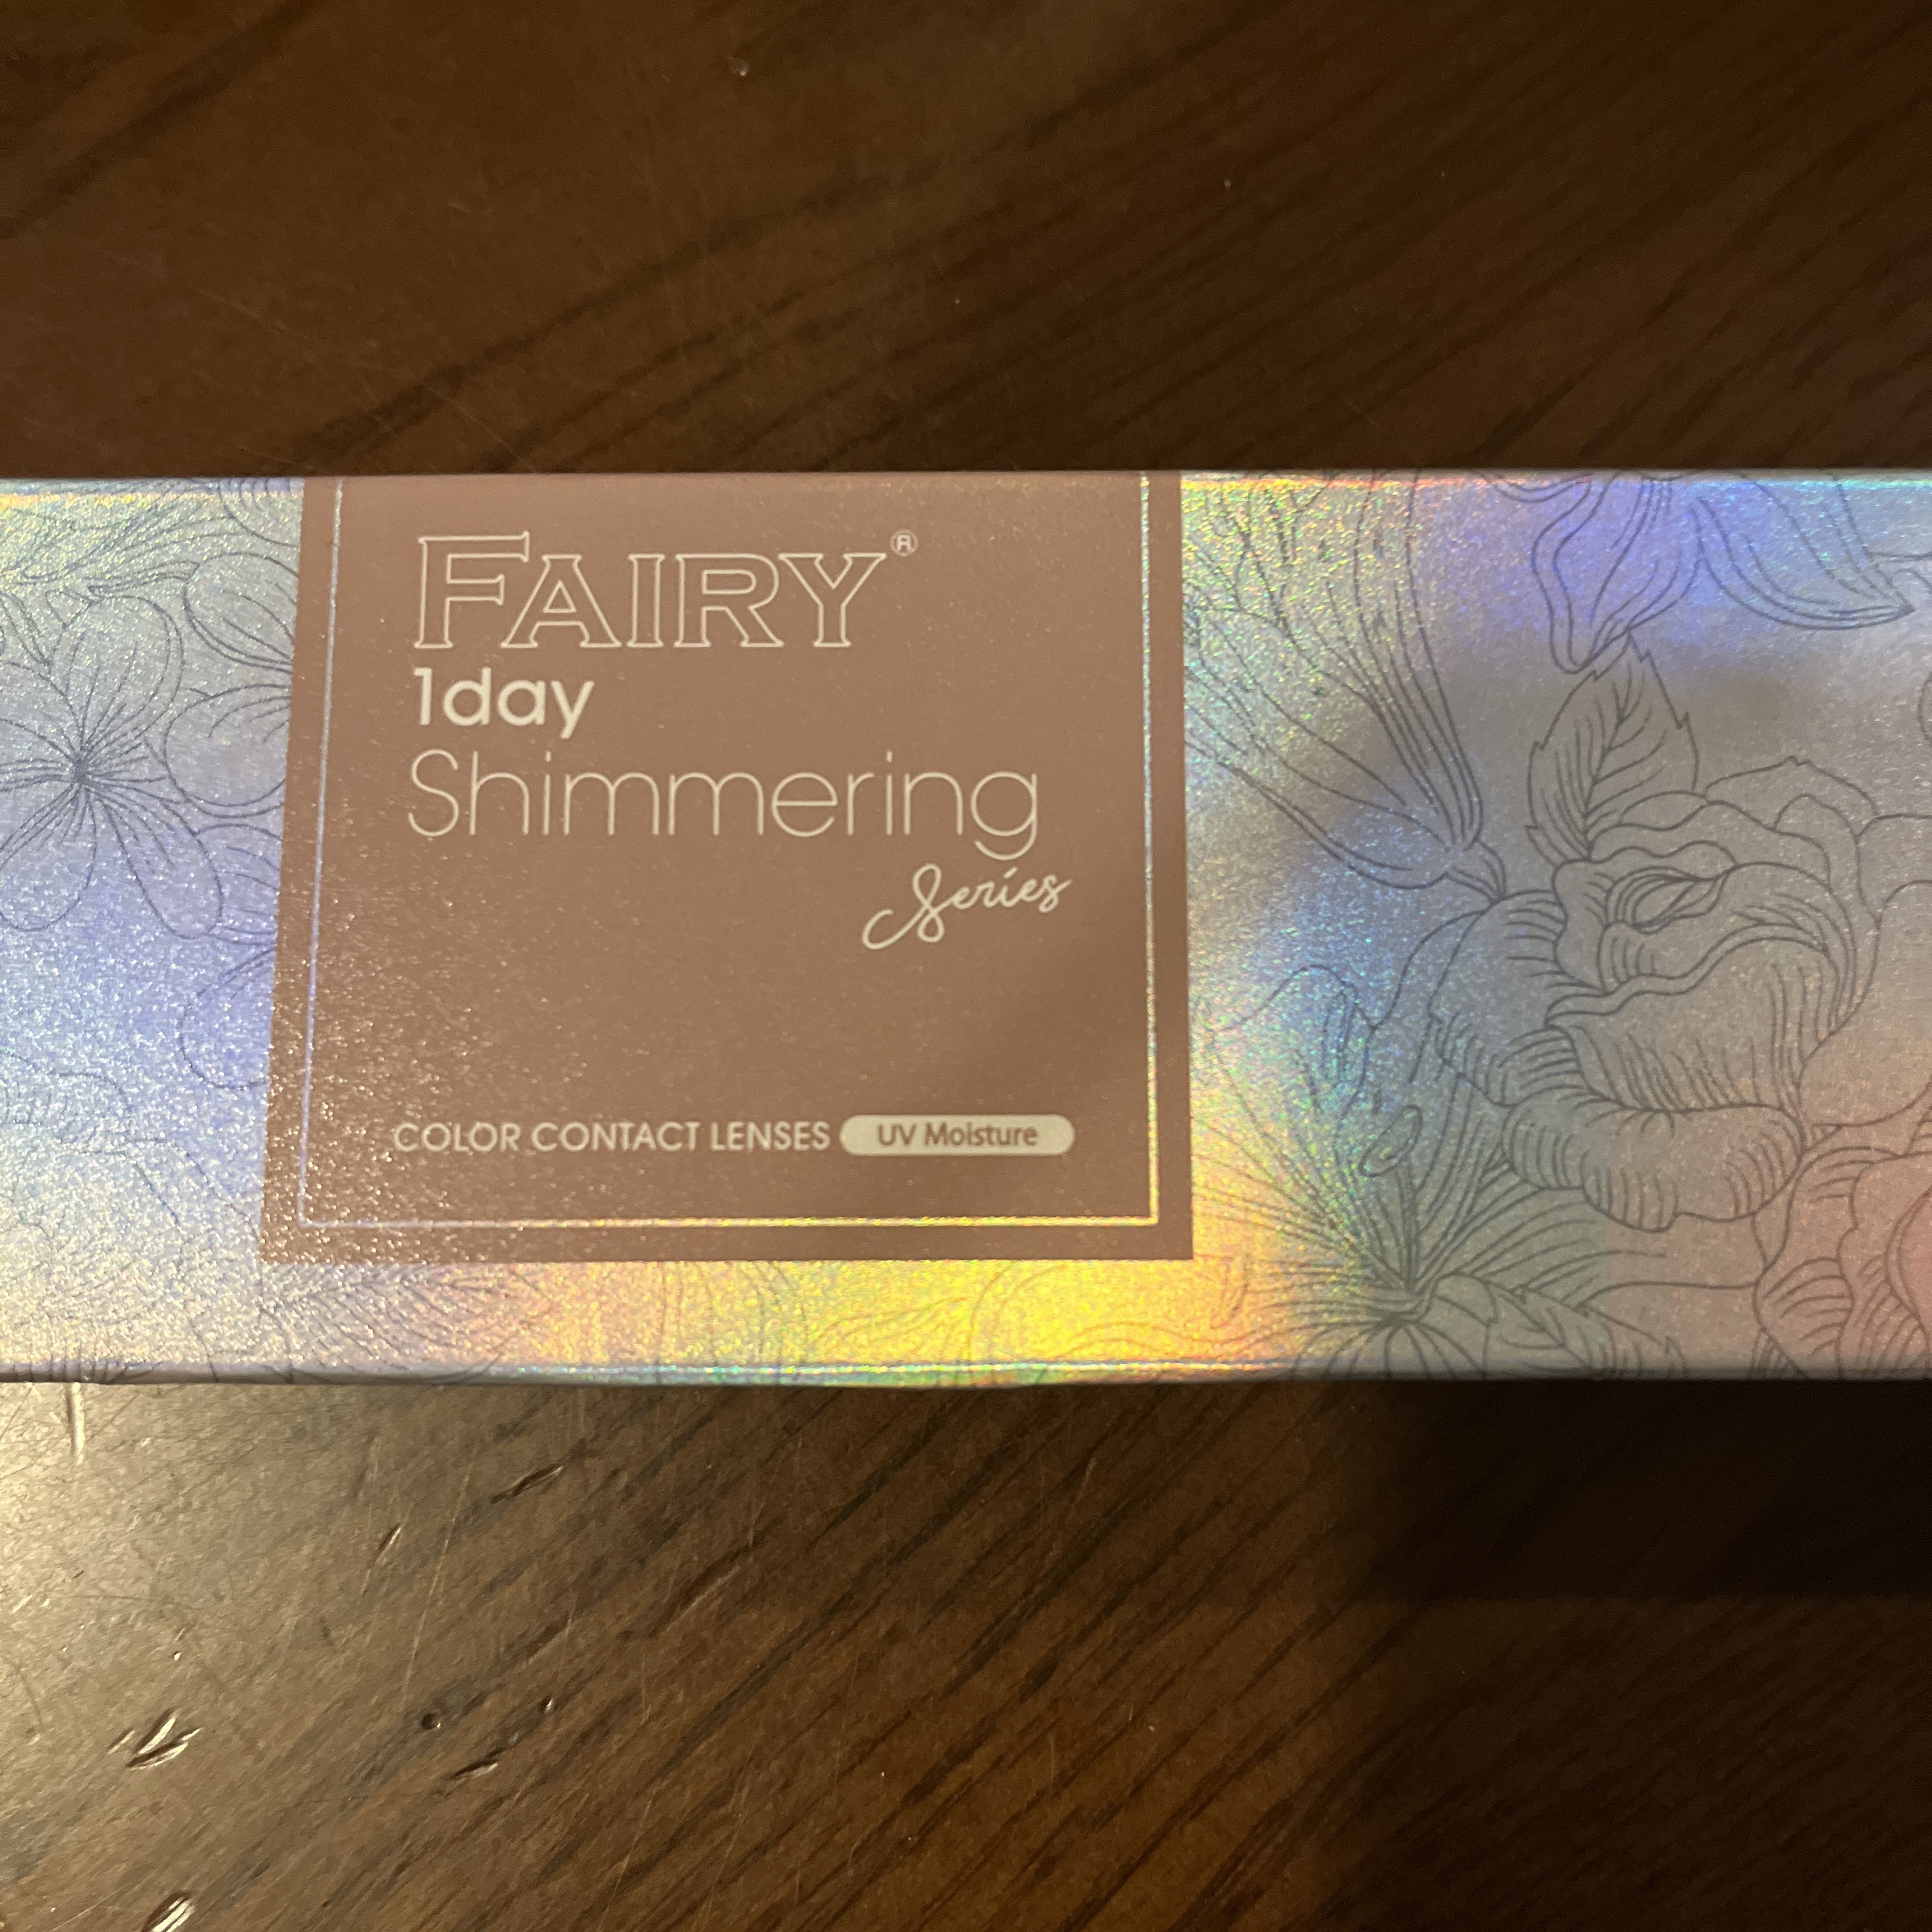 FAIRY®
1day
Shimmering
Series
COLOR CONTACT LENSES UV Moisture